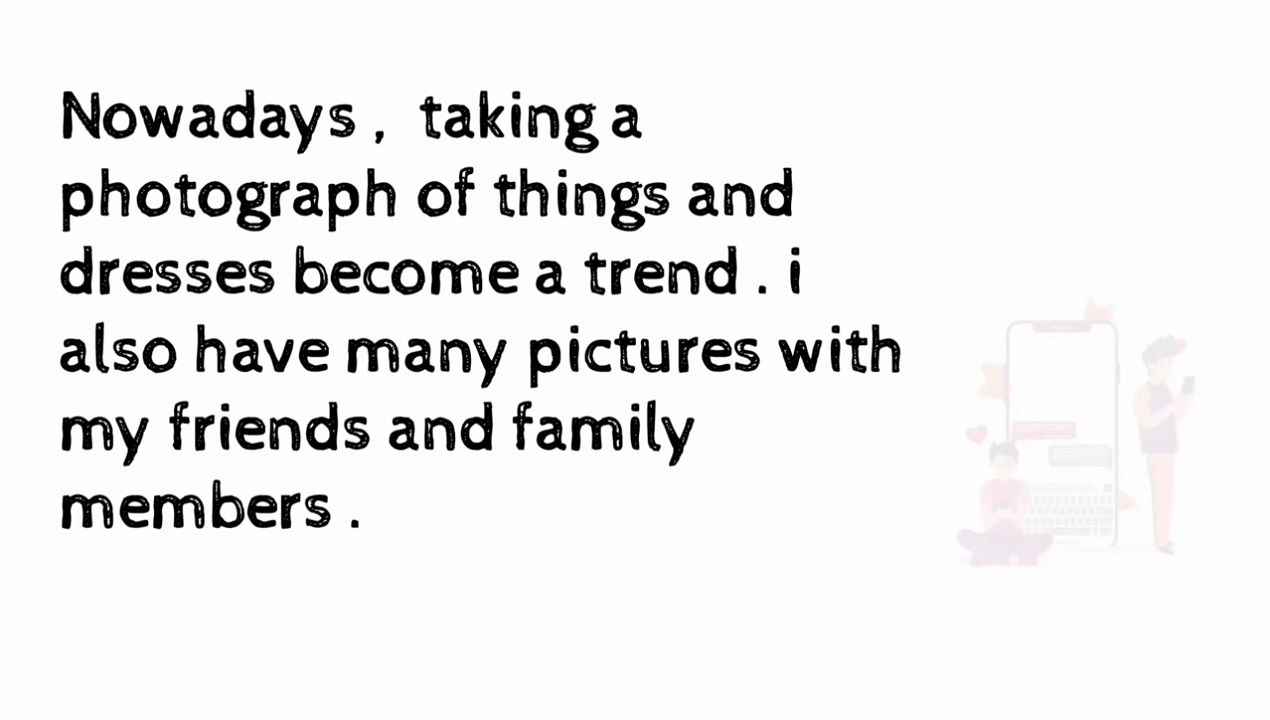 Nowadays ,  taking a
photograph of things and
dresses become a trend . i
also have many pictures with
my friends and family
members .